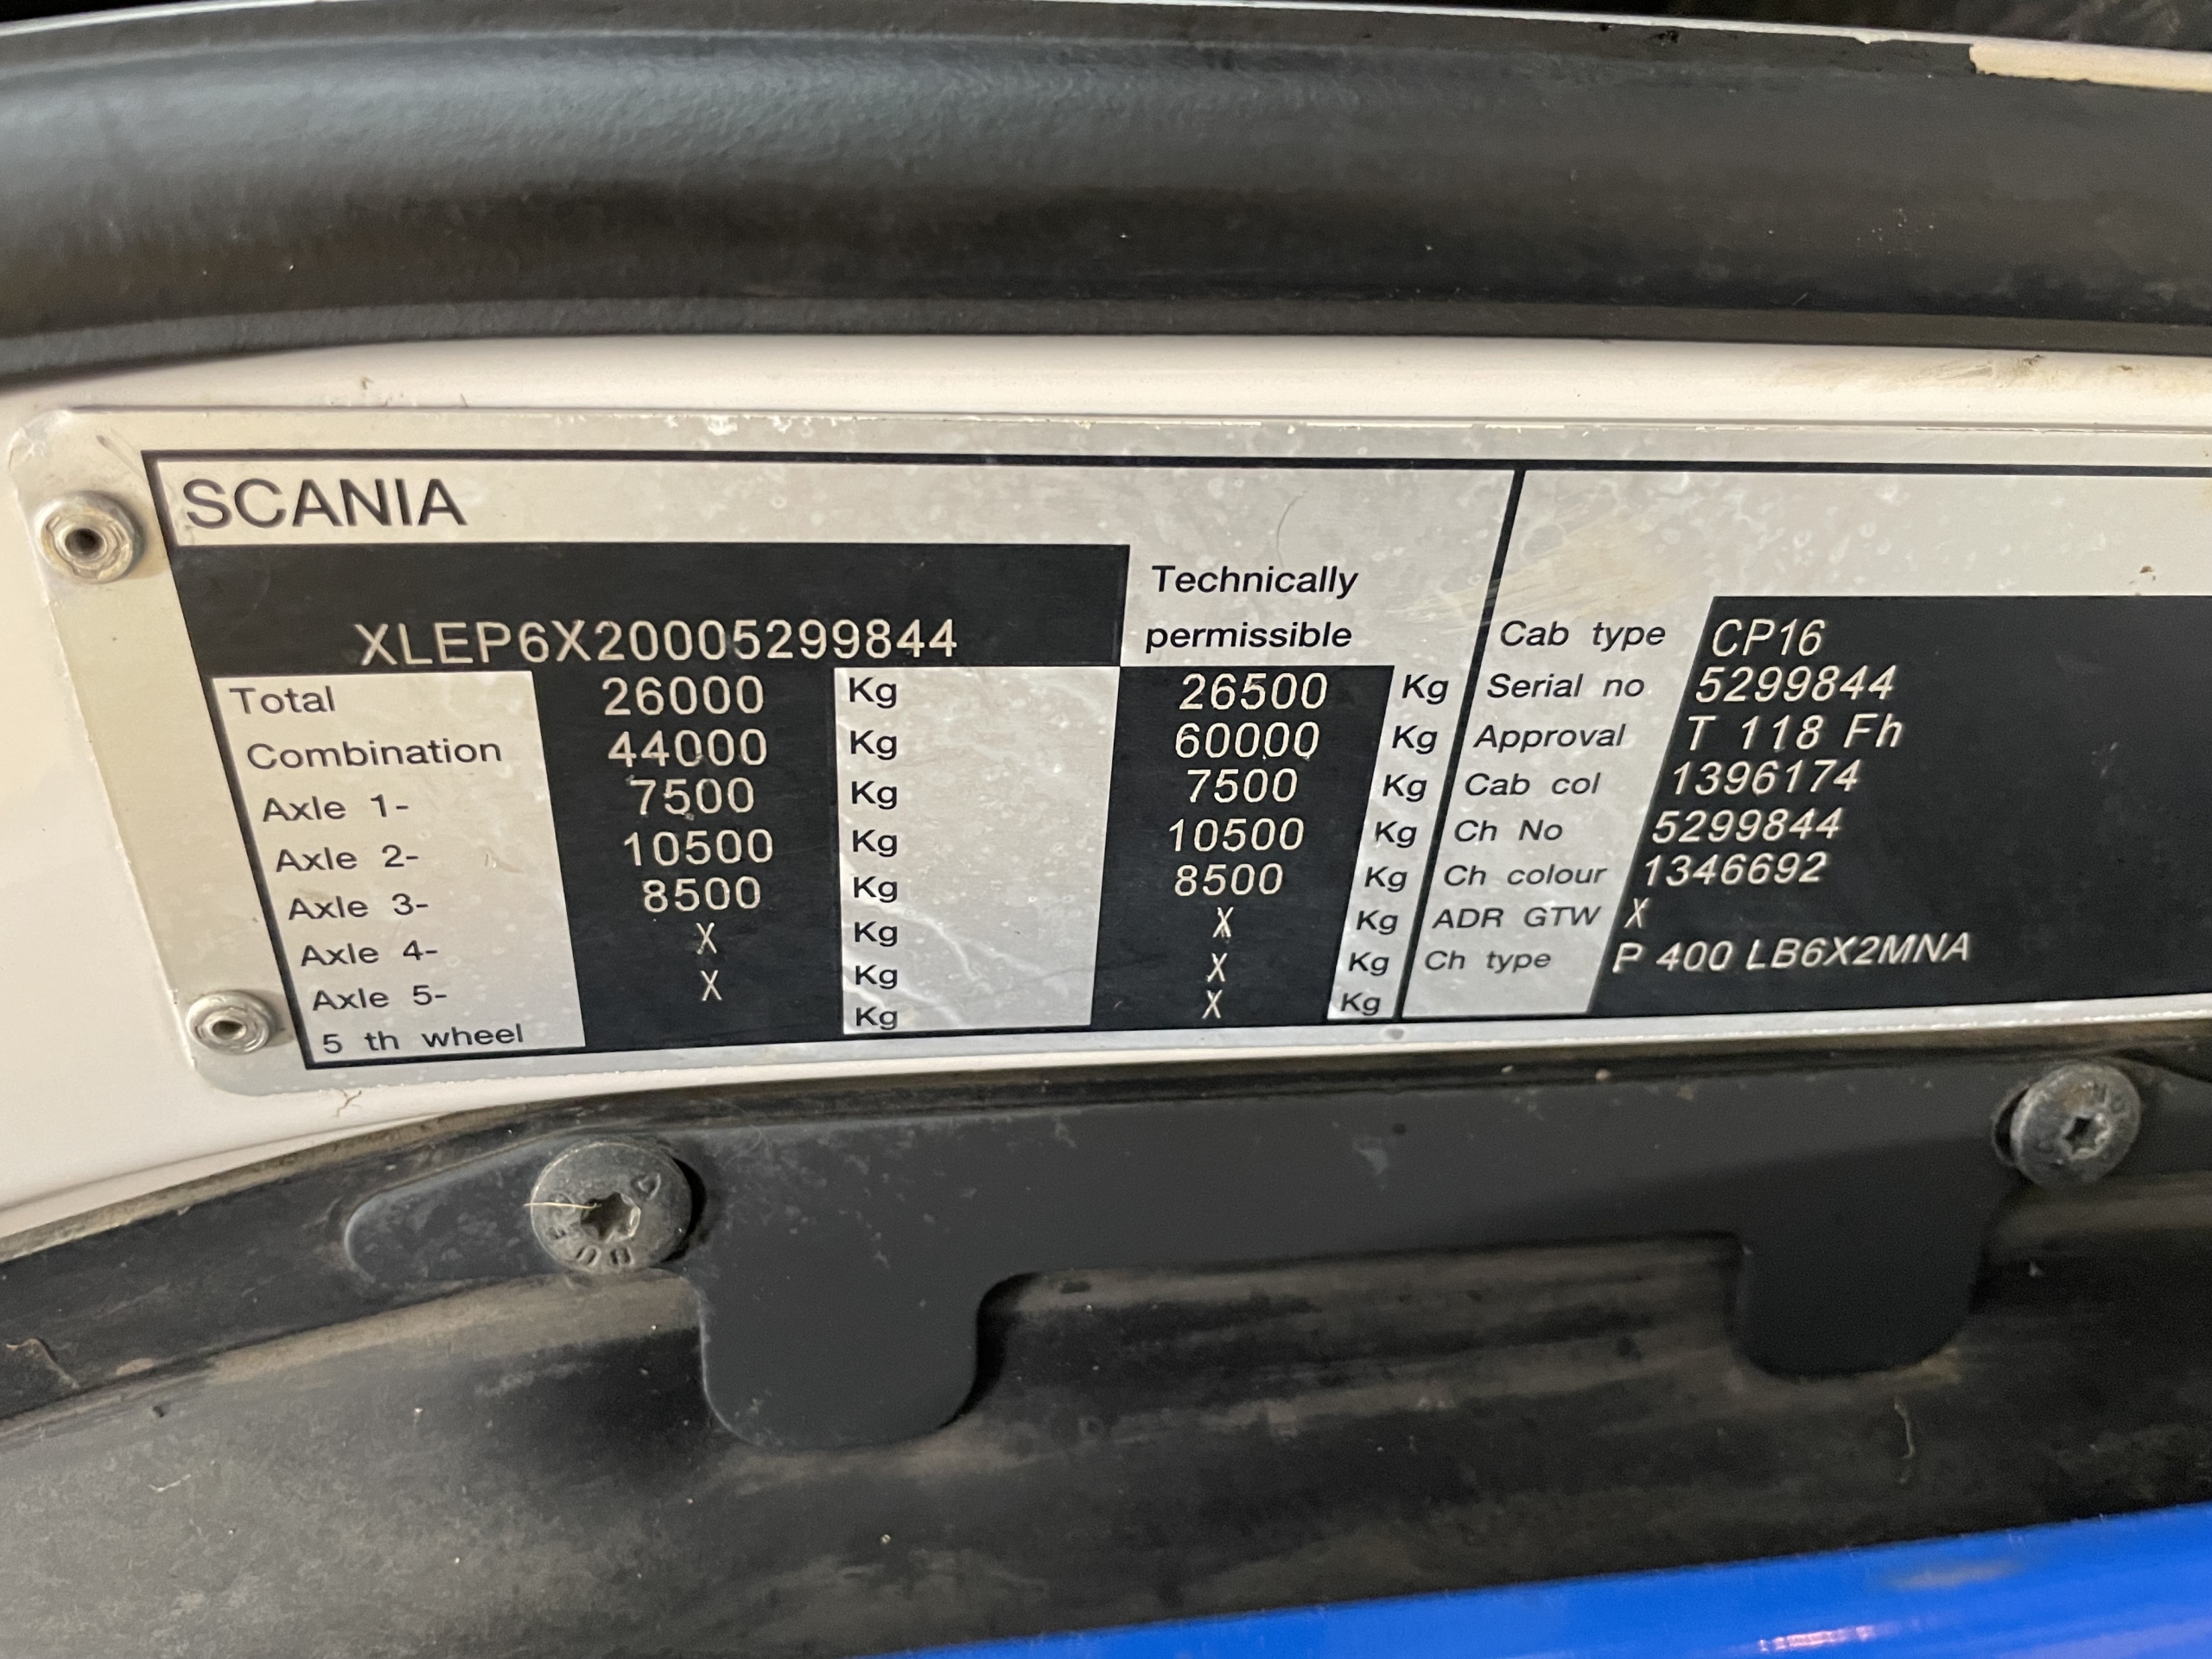 SCANIA
XLEP6X20005299844
Technically
permissible
Total 26000 Kg 26500 Kg
Combination 44000 Kg 60000 Kg
Axle 1- 7500 Kg 7500 Kg
Axle 2- 10500 Kg 10500 Kg
Axle 3- 8500 Kg 8500 Kg
Axle 4- X Kg X Kg
Axle 5- X Kg X Kg
5 th wheel Kg X Kg
Cab type CP16
Serial no 5299844
Approval T 118 Fh
Cab col 1396174
Ch No 5299844
Ch colour 1346692
ADR GTW X
Ch type P 400 LB6X2MNA